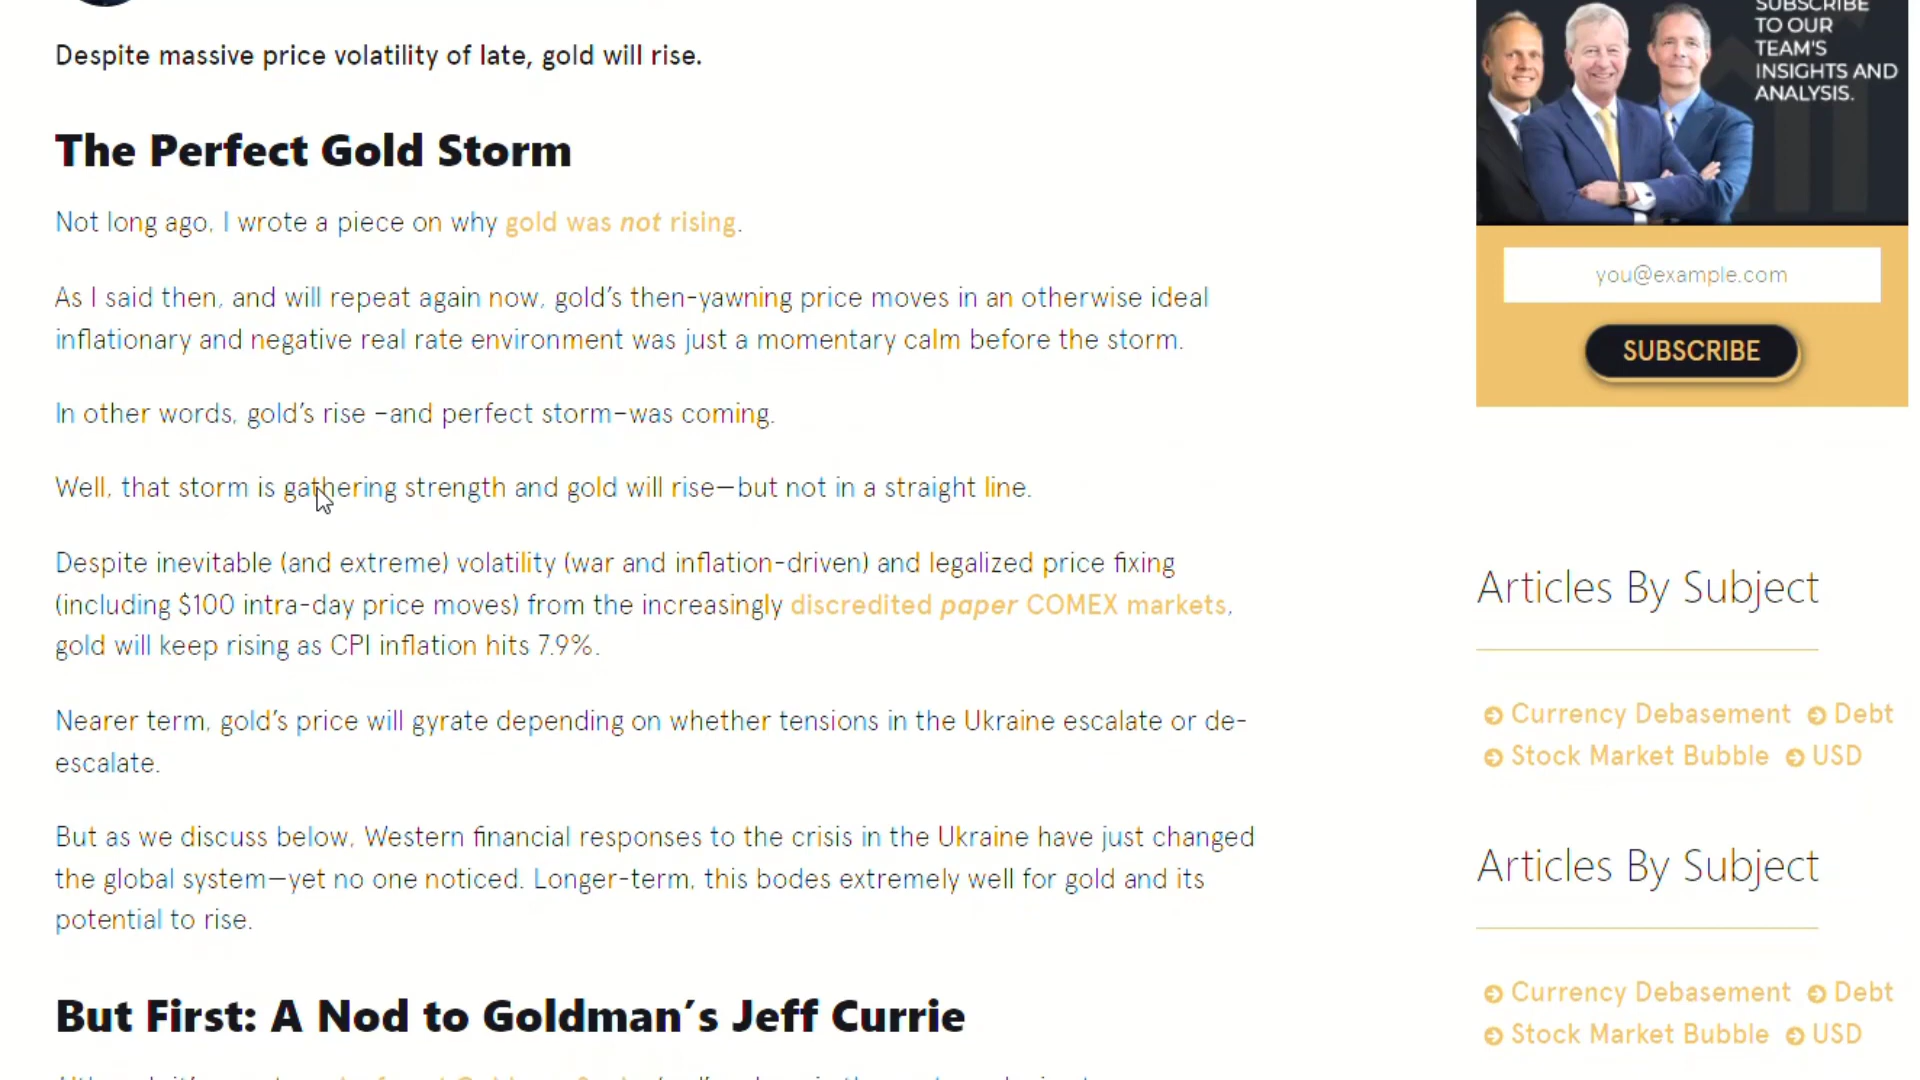 Despite massive price volatility of late, gold will rise.
The Perfect Gold Storm
Not long ago, I wrote a piece on why gold was not rising.
As I said then, and will repeat again now, gold's then-yawning price moves in an otherwise ideal
inflationary and negative real rate environment was just a momentary calm before the storm.
In other words, gold's rise –and perfect storm–was coming.
Well, that storm is gathering strength and gold will rise—but not in a straight line.
Despite inevitable (and extreme) volatility (war and inflation-driven) and legalized price fixing
(including $100 intra-day price moves) from the increasingly discredited paper COMEX markets,
gold will keep rising as CPI inflation hits 7.9%.
Nearer term, gold's price will gyrate depending on whether tensions in the Ukraine escalate or de-
escalate.
But as we discuss below, Western financial responses to the crisis in the Ukraine have just changed
the global system—yet no one noticed. Longer-term, this bodes extremely well for gold and its
potential to rise.
But First: A Nod to Goldman's Jeff Currie
SUBSCRIBE
TO OUR
TEAM'S
INSIGHTS AND
ANALYSIS.
you@example.com
SUBSCRIBE
Articles By Subject
Currency Debasement Debt
Stock Market Bubble USD
Articles By Subject
Currency Debasement Debt
Stock Market Bubble USD